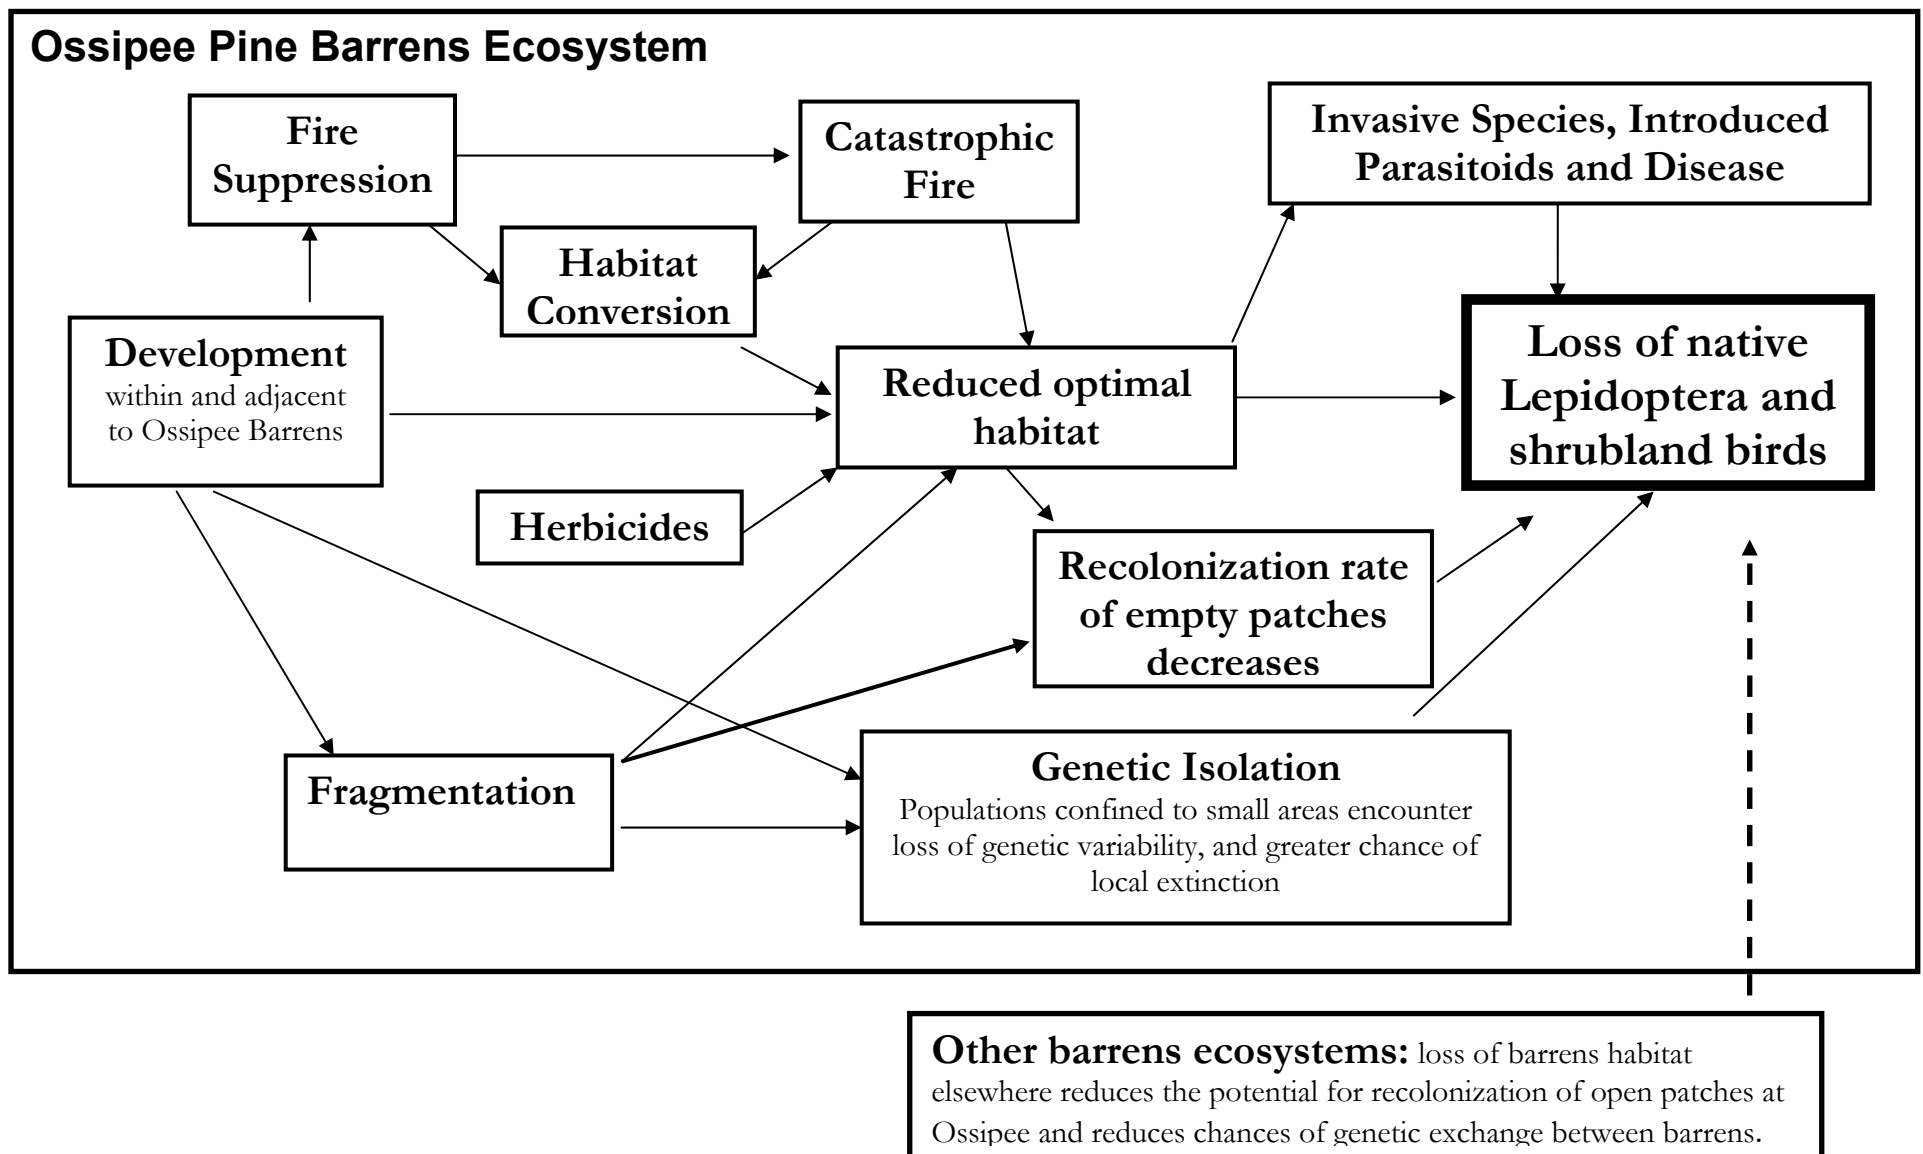 Ossipee Pine Barrens Ecosystem
Fire
Suppression
Catastrophic
Fire
Invasive Species, Introduced
Parasitoids and Disease
Habitat
Conversion
Development
within and adjacent
to Ossipee Barrens
Reduced optimal
habitat
Loss of native
Lepidoptera and
shrubland birds
Herbicides
Recolonization rate
of empty patches
decreases
Fragmentation
Genetic Isolation
Populations confined to small areas encounter
loss of genetic variability, and greater chance of
local extinction
Other barrens ecosystems: loss of barrens habitat
elsewhere reduces the potential for recolonization of open patches at
Ossipee and reduces chances of genetic exchange between barrens.